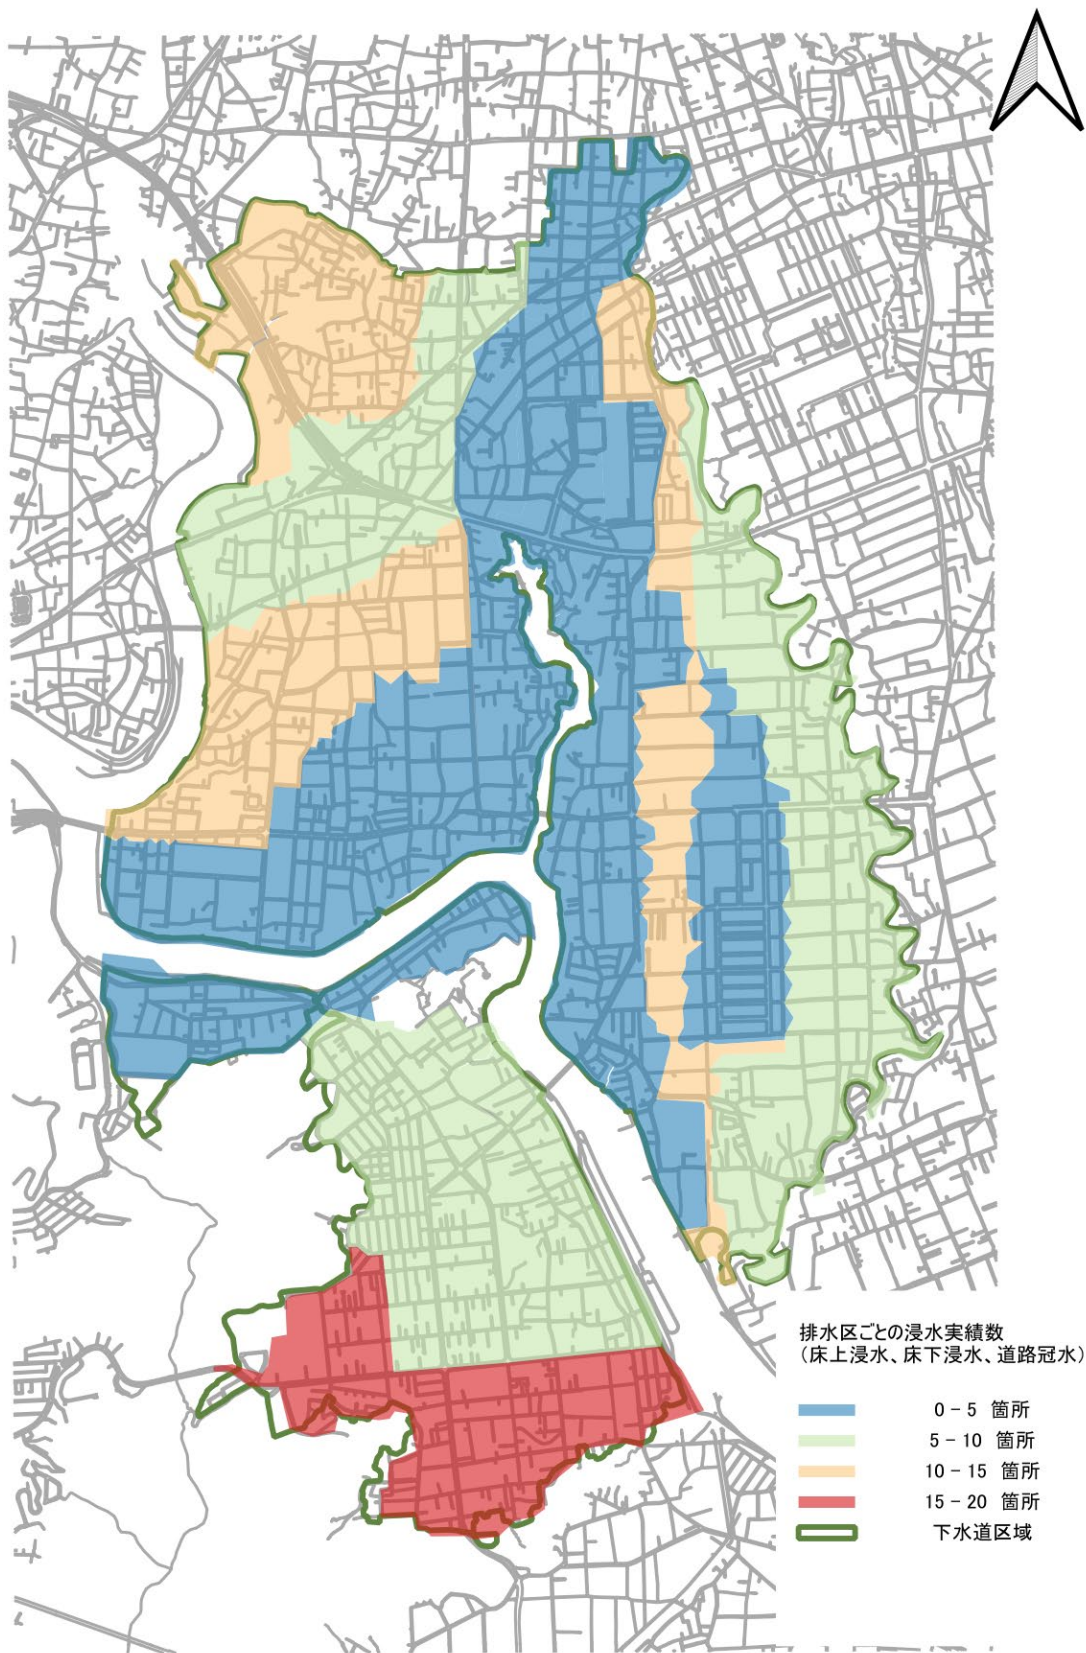 排水区ごとの浸水実績数
（床上浸水、床下浸水、道路冠水）
0 - 5 箇所
5 - 10 箇所
10 - 15 箇所
15 - 20 箇所
下水道区域